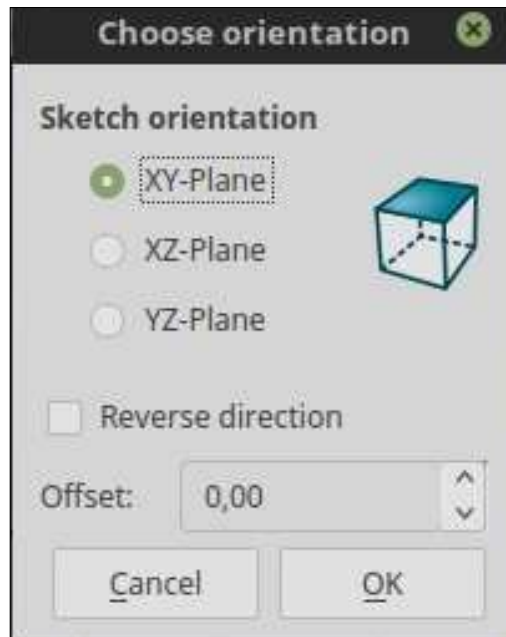 Choose orientation
Sketch orientation
XY-Plane
XZ-Plane
YZ-Plane
Reverse direction
Offset: 0,00
Cancel OK